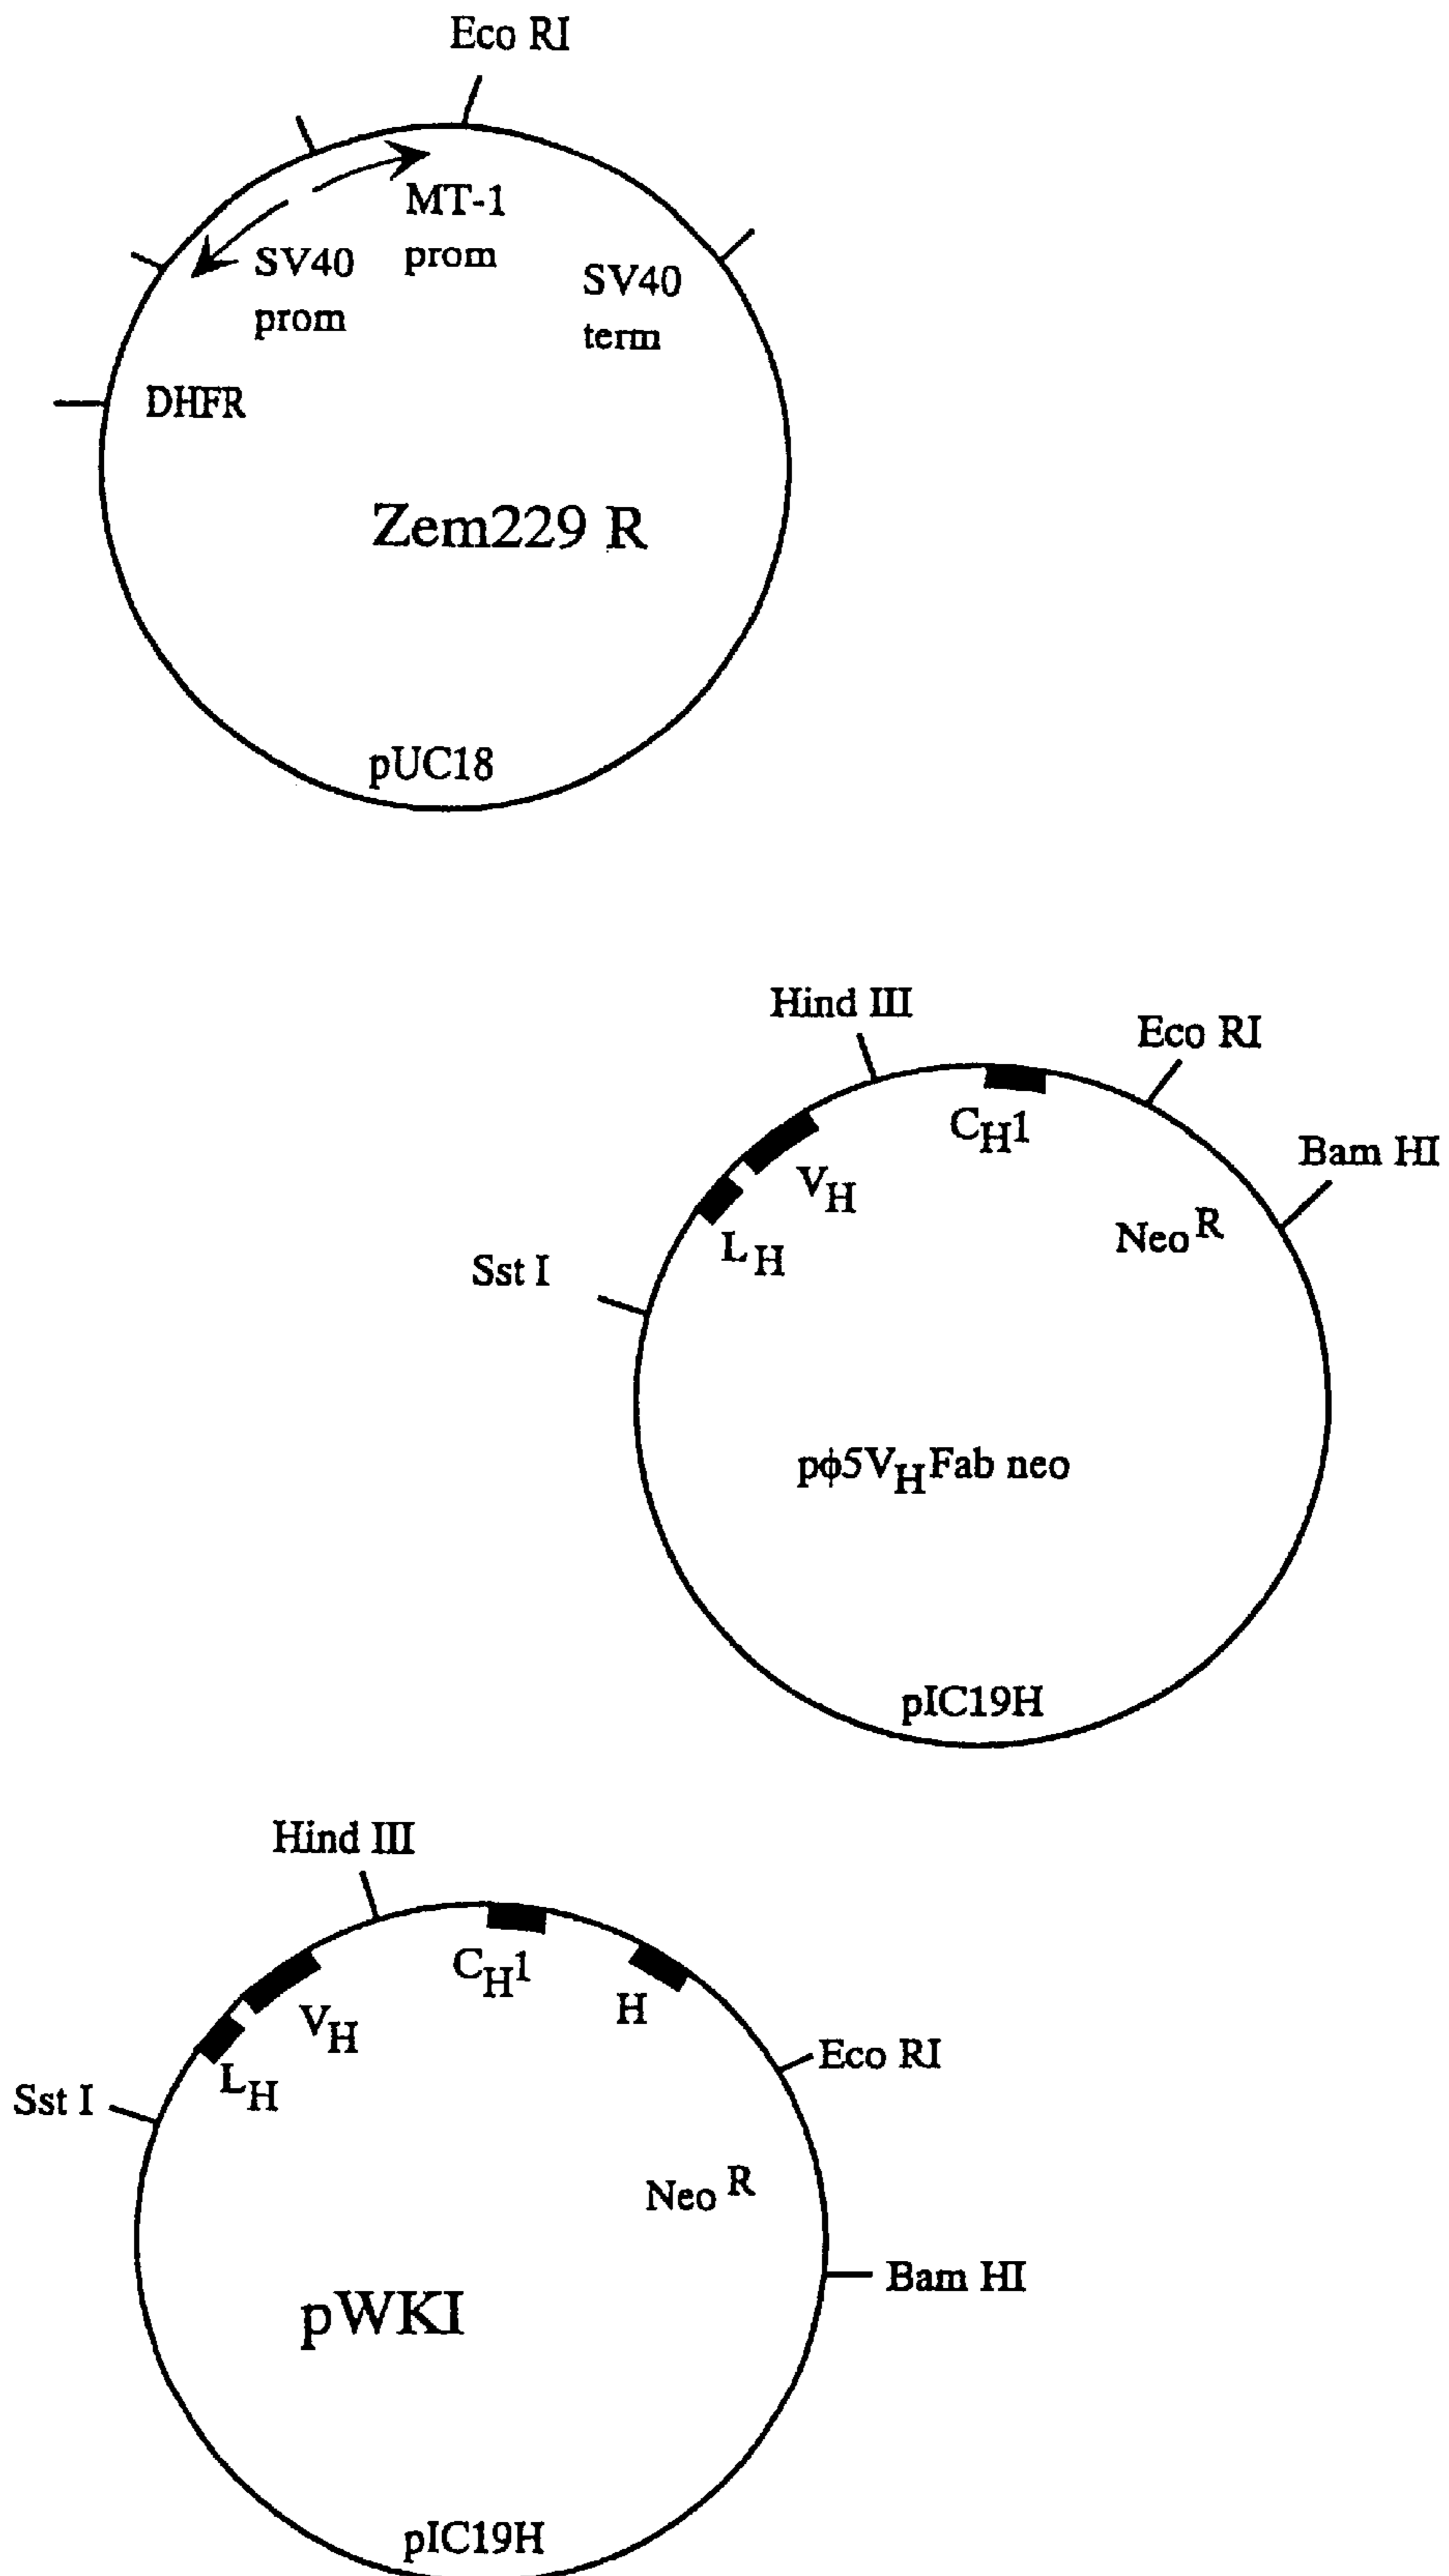 Eco RI
MT-1
prom
SV40
prom
SV40
term
DHFR
Zem229 R
pUC18
Hind III
Eco RI
Bam HI
CH1
VH
LH
NeoR
Sst I
pϕ5VHFab neo
pIC19H
Hind III
CH1
H
VH
LH
Eco RI
Sst I
Neo R
Bam HI
pWKI
pIC19H